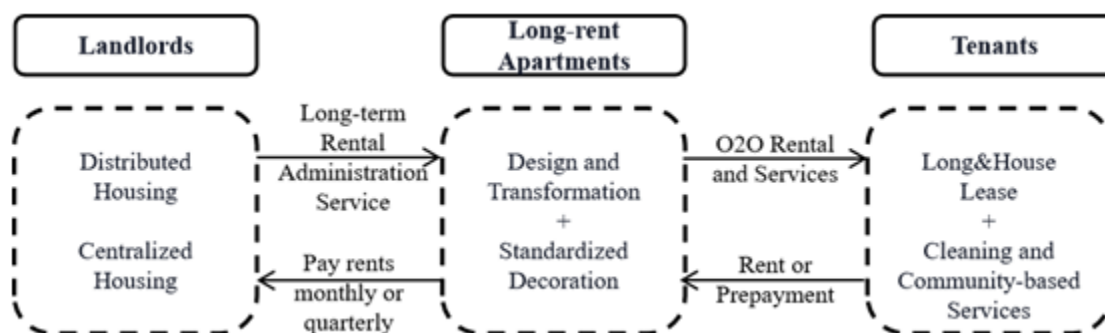 Landlords
Long-rent
Apartments
Tenants
Distributed
Housing
Centralized
Housing
Long-term
Rental
Administration
Service
Pay rents
monthly or
quarterly
Design and
Transformation
+
Standardized
Decoration
O2O Rental
and Services
Rent or
Prepayment
Long&House
Lease
+
Cleaning and
Community-based
Services